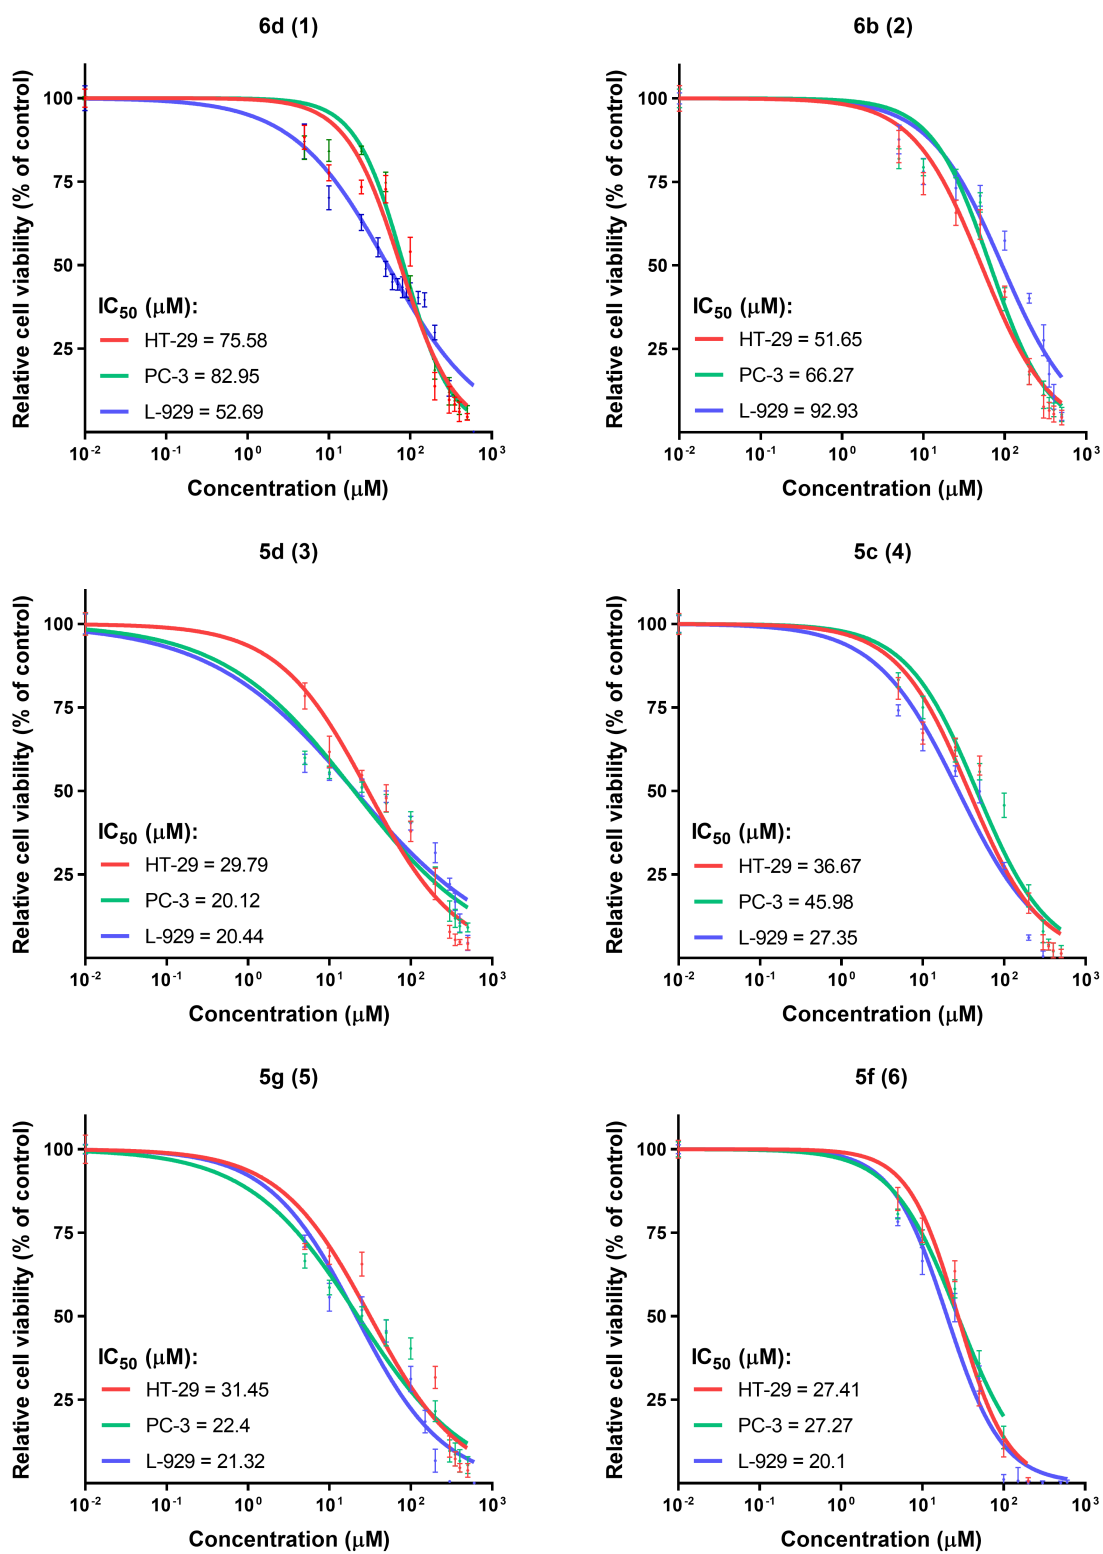 6d (1)
Relative cell viability (% of control)
100
75
50
25
IC50 (µM):
HT-29 = 75.58
PC-3 = 82.95
L-929 = 52.69
10-2 10-1 100 101 102 103
Concentration (µM)
6b (2)
Relative cell viability (% of control)
100
75
50
25
IC50 (µM):
HT-29 = 51.65
PC-3 = 66.27
L-929 = 92.93
10-2 10-1 100 101 102 103
Concentration (µM)
5d (3)
Relative cell viability (% of control)
100
75
50
25
IC50 (µM):
HT-29 = 29.79
PC-3 = 20.12
L-929 = 20.44
10-2 10-1 100 101 102 103
Concentration (µM)
5c (4)
Relative cell viability (% of control)
100
75
50
25
IC50 (µM):
HT-29 = 36.67
PC-3 = 45.98
L-929 = 27.35
10-2 10-1 100 101 102 103
Concentration (µM)
5g (5)
Relative cell viability (% of control)
100
75
50
25
IC50 (µM):
HT-29 = 31.45
PC-3 = 22.4
L-929 = 21.32
10-2 10-1 100 101 102 103
Concentration (µM)
5f (6)
Relative cell viability (% of control)
100
75
50
25
IC50 (µM):
HT-29 = 27.41
PC-3 = 27.27
L-929 = 20.1
10-2 10-1 100 101 102 103
Concentration (µM)